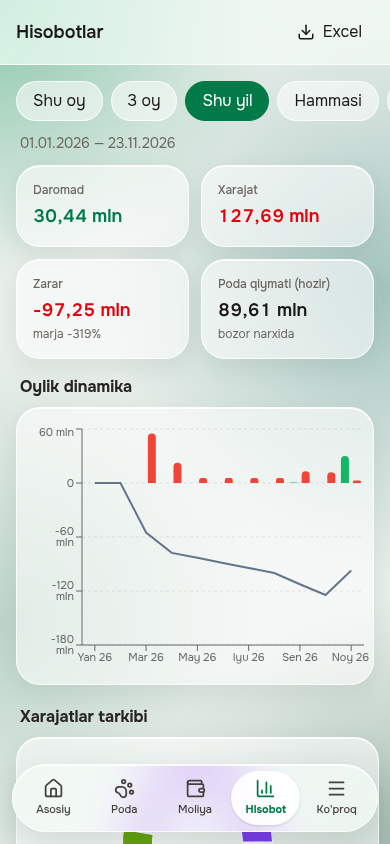 Hisobotlar
Excel
Shu oy
3 oy
Shu yil
Hammasi
01.01.2026 — 23.11.2026
Daromad
30,44 mln
Xarajat
127,69 mln
Zarar
-97,25 mln
marja -319%
Poda qiymati (hozir)
89,61 mln
bozor narxida
Oylik dinamika
60 mln
0
-60
mln
-120
mln
-180
mln
Yan 26
Mar 26
May 26
Iyu 26
Sen 26
Noy 26
Xarajatlar tarkibi
Asosiy
Poda
Moliya
Hisobot
Ko'proq